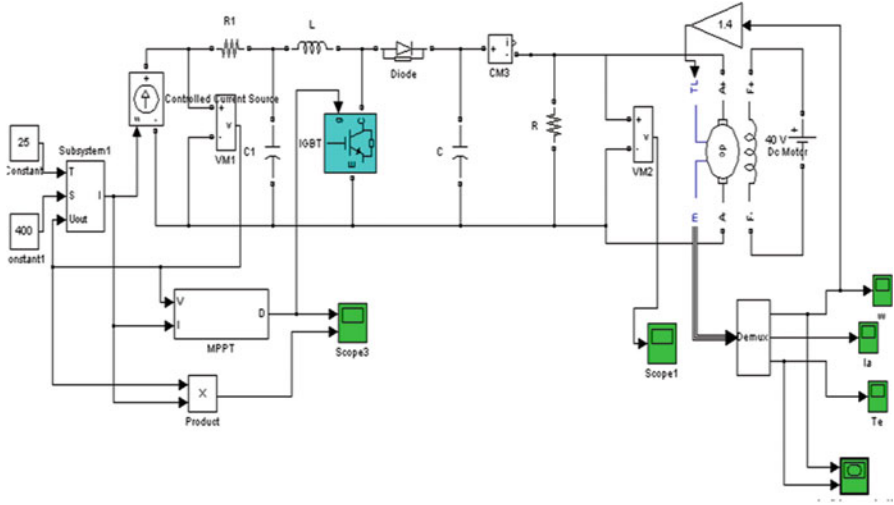 R1
L
1.4
Diode
CM3
Controlled Current Source
TL
A+
F+
25
Constant
Subsystem1
VM1
C1
IGBT
g
C
E
C
R
VM2
dc
40 V
Dc Motor
T
S
I
Uout
400
onstant1
E
A
F-
V
I
D
MPPT
Scope3
Demux
w
Ia
Scope1
X
Product
Te